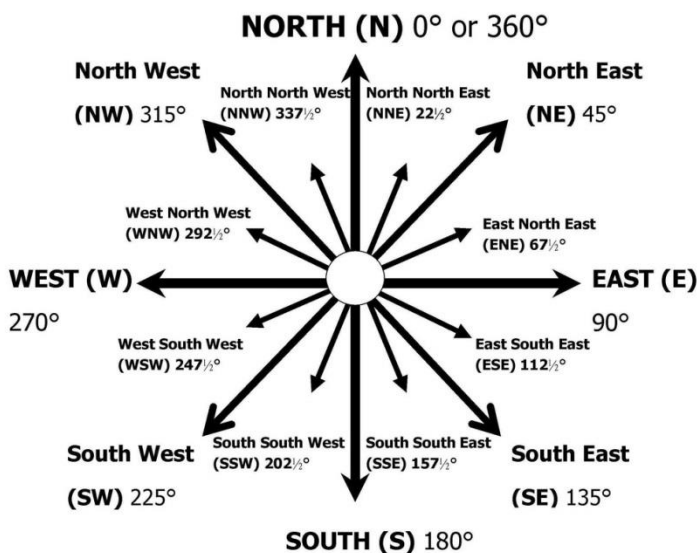 NORTH (N) 0° or 360°
North West
(NW) 315°
North North West
(NNW) 337½°
North North East
(NNE) 22½°
North East
(NE) 45°
West North West
(WNW) 292½°
East North East
(ENE) 67½°
WEST (W)
270°
EAST (E)
90°
West South West
(WSW) 247½°
East South East
(ESE) 112½°
South West
(SW) 225°
South South West
(SSW) 202½°
South South East
(SSE) 157½°
South East
(SE) 135°
SOUTH (S) 180°